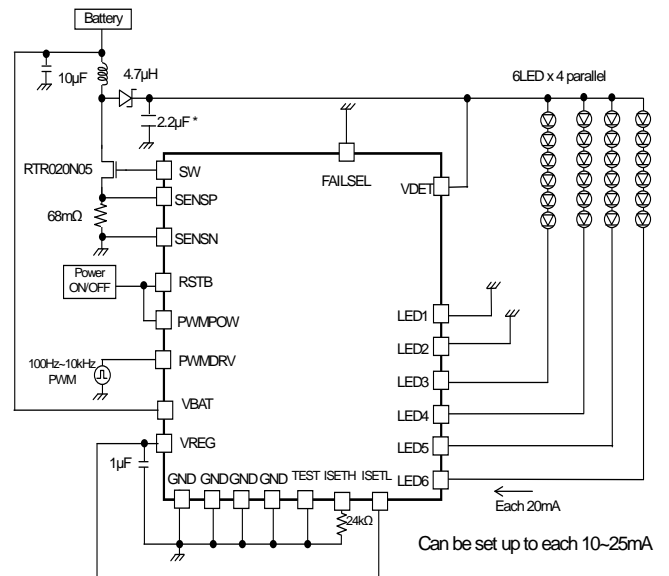 Battery
10µF
4.7µH
6LED x 4 parallel
2.2µF *
RTR020N05
SW
FAILSEL
VDET
SENSP
68mΩ
SENSN
Power
ON/OFF
RSTB
PWMPOW
LED1
LED2
100Hz~10kHz
PWM
PWMDRV
LED3
VBAT
LED4
VREG
LED5
1µF
GND GND GND GND TEST ISETH ISETL
LED6
Each 20mA
24kΩ
Can be set up to each 10~25mA